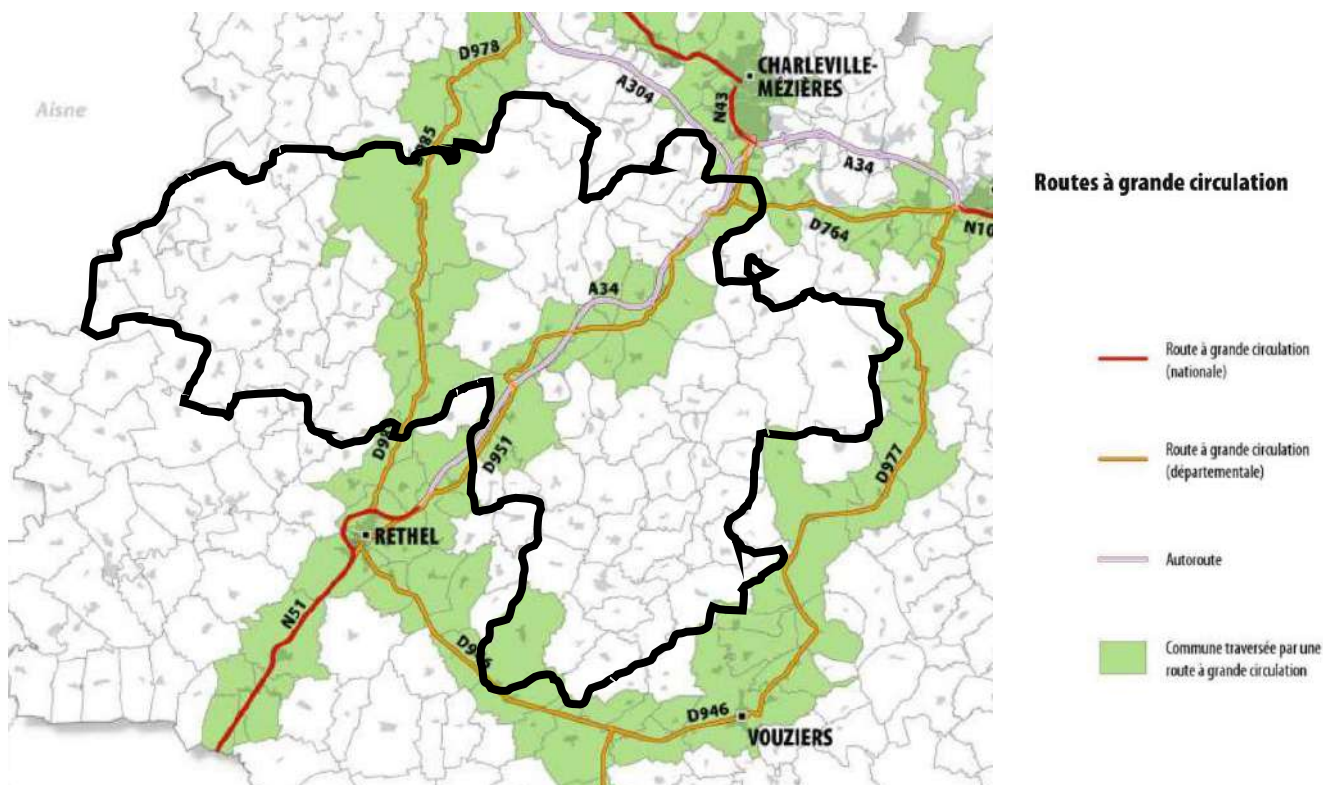 D978
CHARLEVILLE-
MÉZIÈRES
A304
N43
Aisne
A34
Routes à grande circulation
D764
N10
A34
Route à grande circulation
(nationale)
D951
D977
Route à grande circulation
(départementale)
RETHEL
Autoroute
N51
Commune traversée par une
route à grande circulation
D946
VOUZIERS